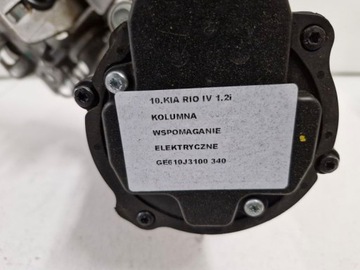 10.KIA RIO IV 1.2i
KOLUMNA
WSPOMAGANIE
ELEKTRYCZNE
GE610J3100 340